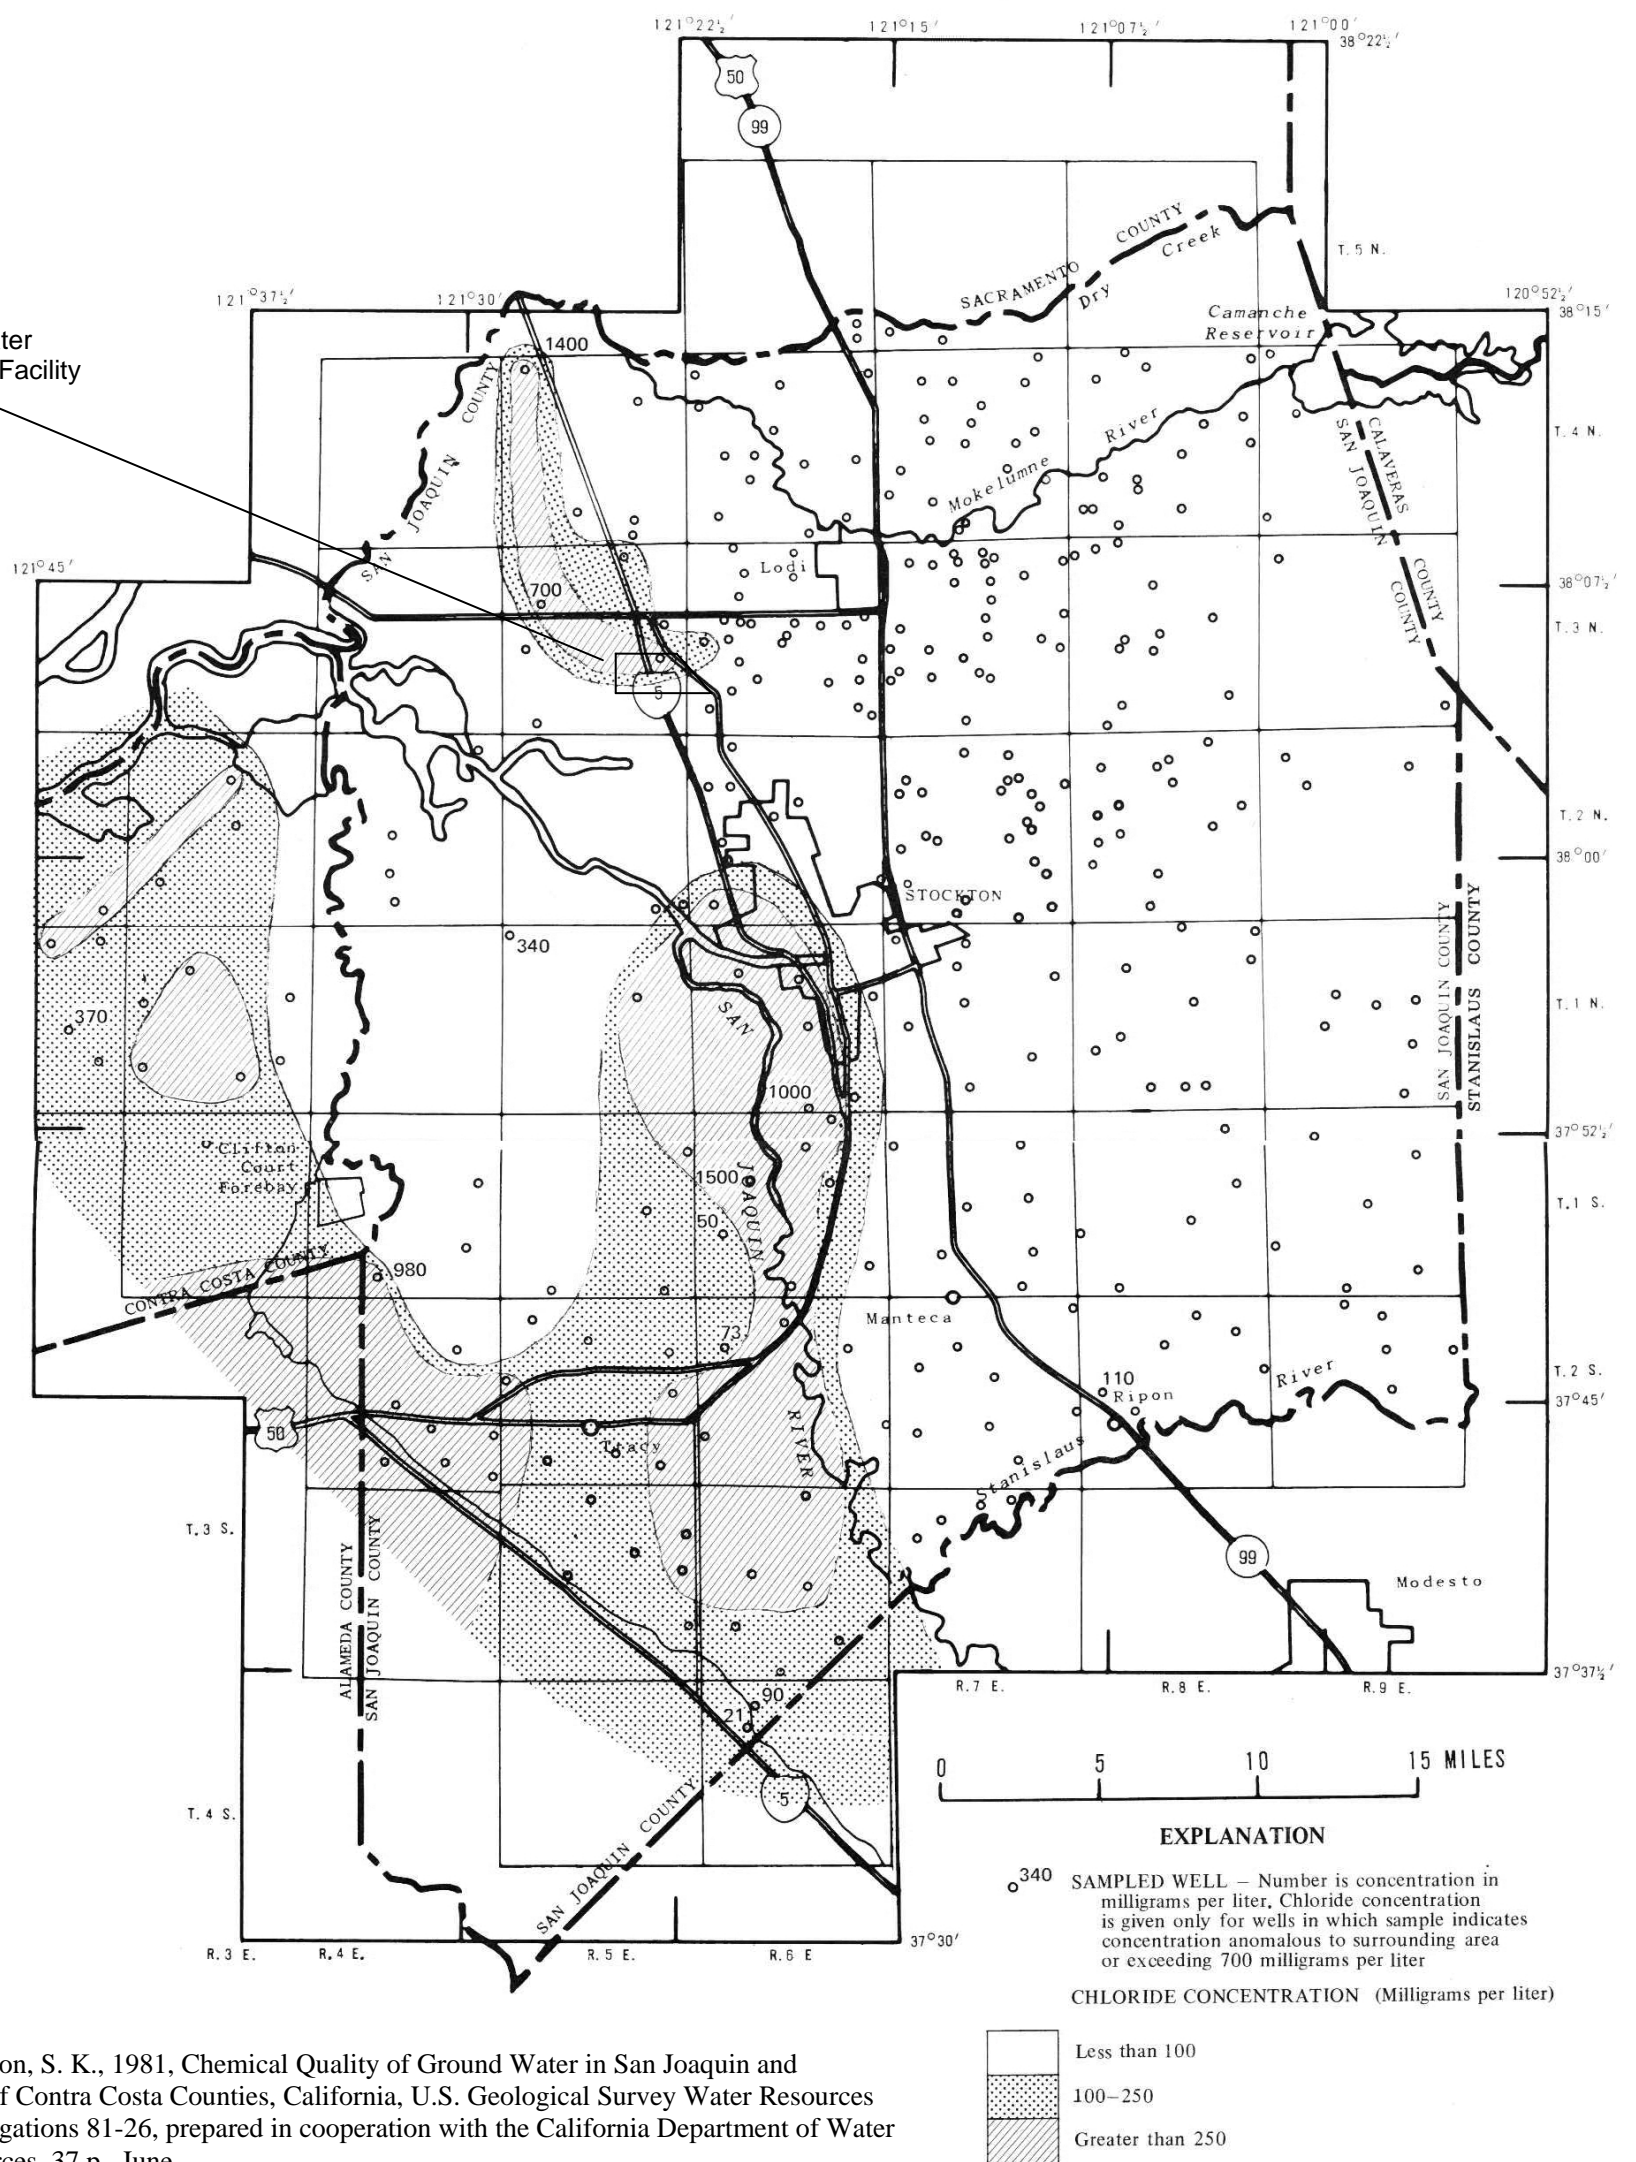 121°22½′
121°15′
121°07½′
121°00′
38°22½′
50
99
COUNTY
Creek
SACRAMENTO
Dry
T. 5 N.
121°37½′
121°30′
Camanche
Reservoir
120°52½′
38°15′
ter
Facility
1400
COUNTY
JOAQUIN
SAN
River
Mokelumne
CALAVERAS
SAN JOAQUIN
COUNTY
COUNTY
T. 4 N.
Lodi
121°45′
38°07½′
700
T. 3 N.
5
T. 2 N.
38°00′
STOCKTON
340
SAN JOAQUIN COUNTY
STANISLAUS COUNTY
370
SAN
T. 1 N.
1000
37°52½′
Clifton
Court
Forebay
1500
JOAQUIN
50
T. 1 S.
CONTRA COSTA COUNTY
980
Manteca
73
RIVER
110
Ripon
River
T. 2 S.
37°45′
50
Tracy
Stanislaus
T. 3 S.
ALAMEDA COUNTY
SAN JOAQUIN COUNTY
99
Modesto
37°37½′
R. 7 E.
R. 8 E.
R. 9 E.
90
21
5
SAN JOAQUIN COUNTY
T. 4 S.
0
5
10
15 MILES
R. 3 E.
R. 4 E.
R. 5 E.
R. 6 E
37°30′
EXPLANATION
340
SAMPLED WELL – Number is concentration in
milligrams per liter. Chloride concentration
is given only for wells in which sample indicates
concentration anomalous to surrounding area
or exceeding 700 milligrams per liter
CHLORIDE CONCENTRATION (Milligrams per liter)
Less than 100
100–250
Greater than 250
on, S. K., 1981, Chemical Quality of Ground Water in San Joaquin and
f Contra Costa Counties, California, U.S. Geological Survey Water Resources
gations 81-26, prepared in cooperation with the California Department of Water
rces, 37 p., June